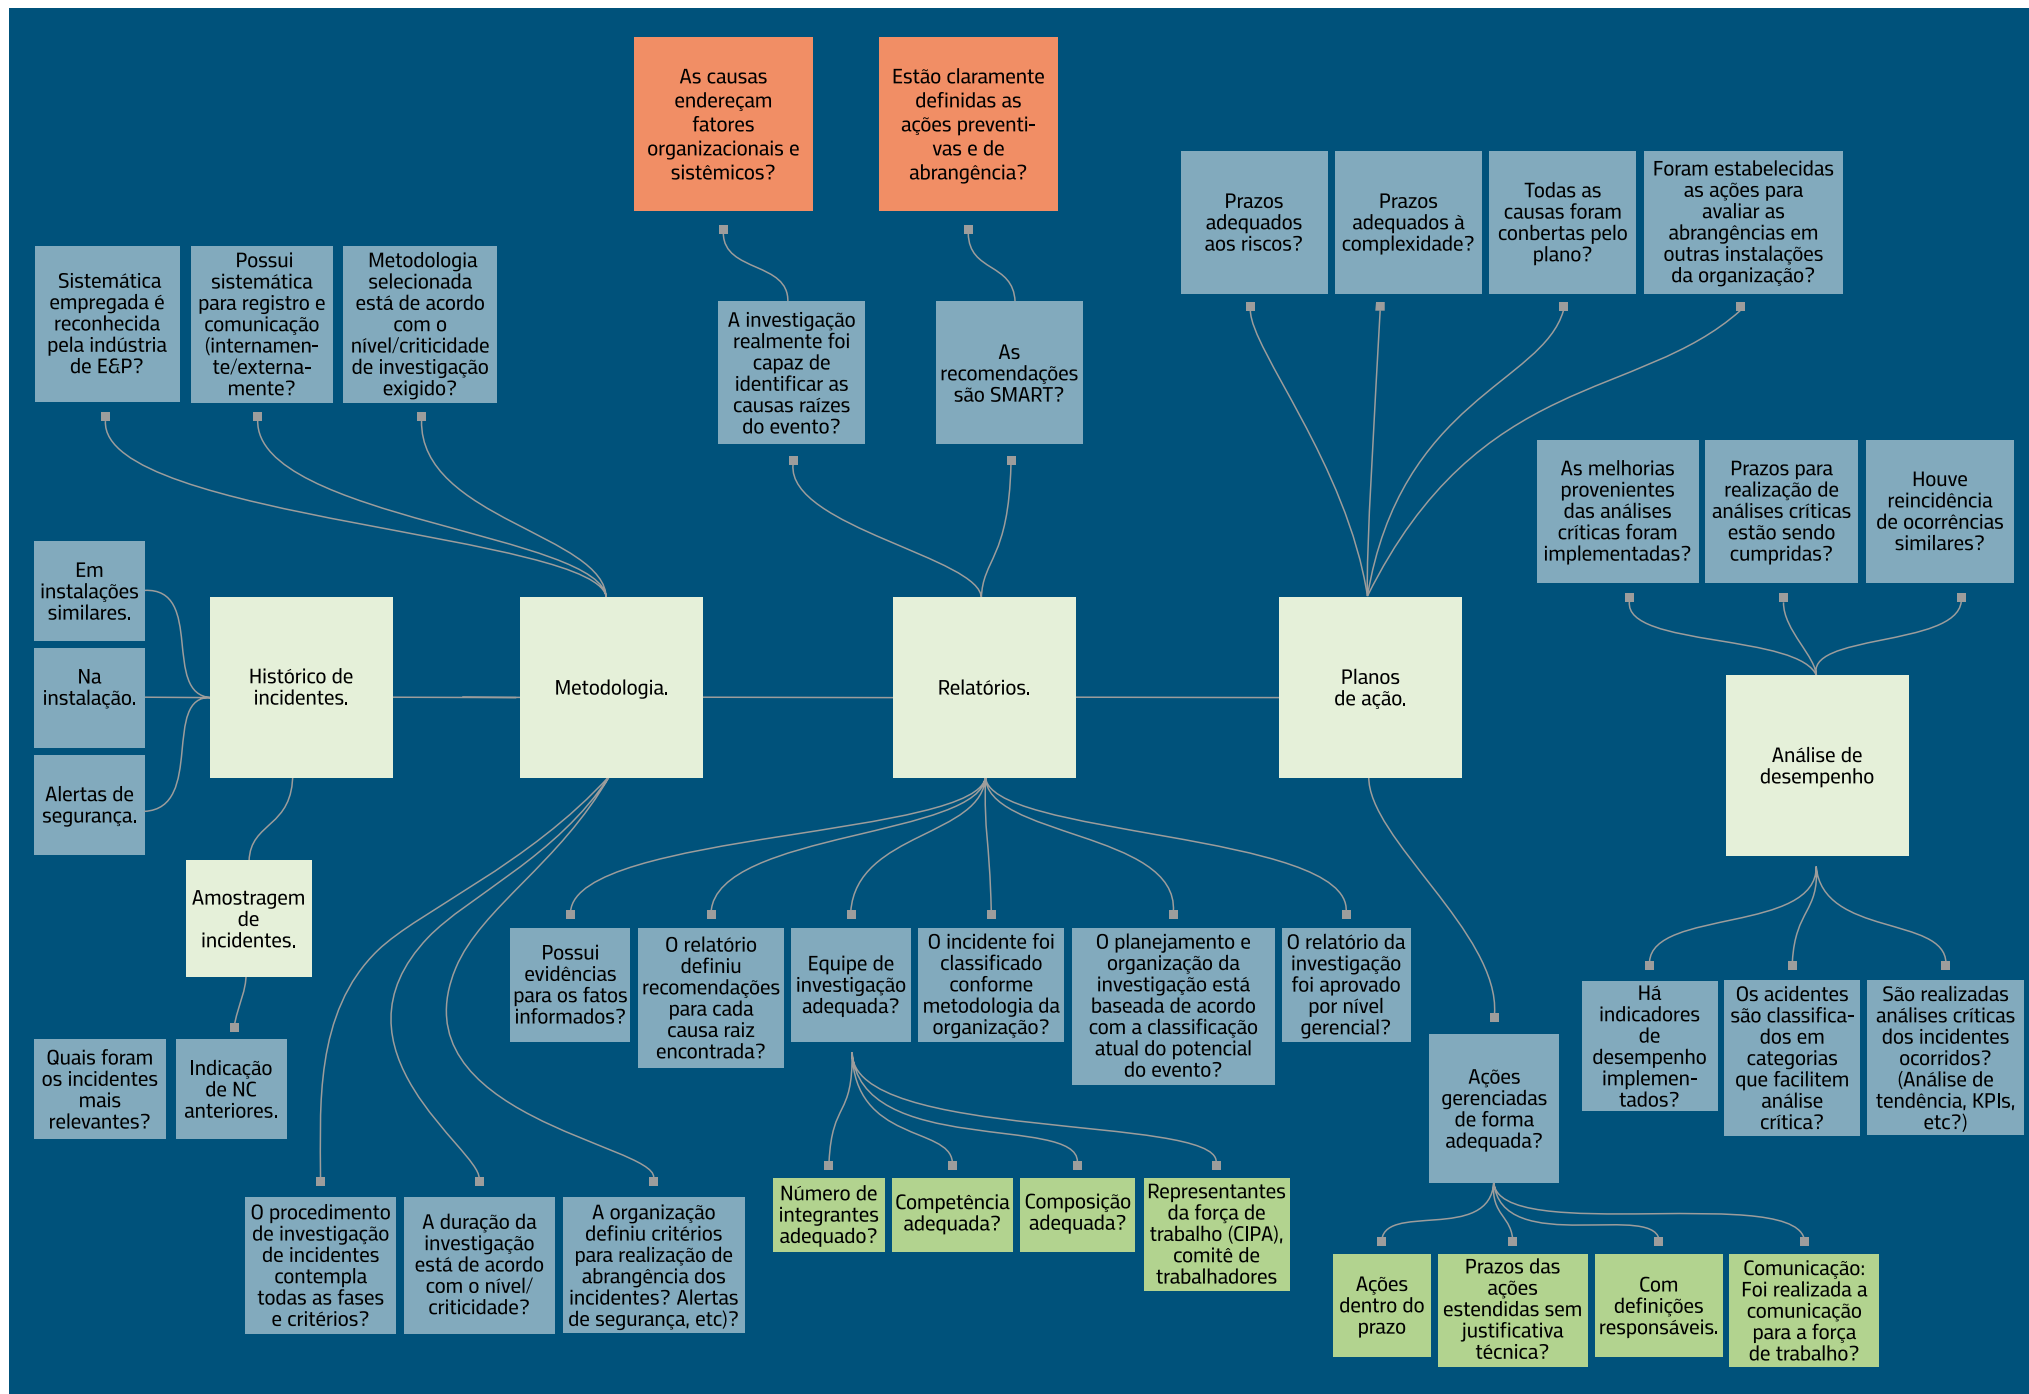 As causas
endereçam
fatores
organizacionais e
sistêmicos?
Estão claramente
definidas as
ações preventi-
vas e de
abrangência?
Prazos
adequados
aos riscos?
Prazos
adequados à
complexidade?
Todas as
causas foram
conbertas pelo
plano?
Foram estabelecidas
as ações para
avaliar as
abrangências em
outras instalações
da organização?
Sistemática
empregada é
reconhecida
pela indústria
de E&P?
Possui
sistemática
para registro e
comunicação
(internamen-
te/externa-
mente?
Metodologia
selecionada
está de acordo
com o
nível/criticidade
de investigação
exigido?
A investigação
realmente foi
capaz de
identificar as
causas raízes
do evento?
As
recomendações
são SMART?
As melhorias
provenientes
das análises
críticas foram
implementadas?
Prazos para
realização de
análises críticas
estão sendo
cumpridas?
Houve
reincidência
de ocorrências
similares?
Em
instalações
similares.
Na
instalação.
Alertas de
segurança.
Histórico de
incidentes.
Metodologia.
Relatórios.
Planos
de ação.
Análise de
desempenho
Amostragem
de
incidentes.
Quais foram
os incidentes
mais
relevantes?
Indicação
de NC
anteriores.
Possui
evidências
para os fatos
informados?
O relatório
definiu
recomendações
para cada
causa raiz
encontrada?
Equipe de
investigação
adequada?
O incidente foi
classificado
conforme
metodologia da
organização?
O planejamento e
organização da
investigação está
baseada de acordo
com a classificação
atual do potencial
do evento?
O relatório da
investigação
foi aprovado
por nível
gerencial?
Ações
gerenciadas
de forma
adequada?
Há
indicadores
de
desempenho
implemen-
tados?
Os acidentes
são classifica-
dos em
categorias
que facilitem
análise
crítica?
São realizadas
análises críticas
dos incidentes
ocorridos?
(Análise de
tendência, KPIs,
etc?)
O procedimento
de investigação
de incidentes
contempla
todas as fases
e critérios?
A duração da
investigação
está de acordo
com o nível/
criticidade?
A organização
definiu critérios
para realização de
abrangência dos
incidentes? Alertas
de segurança, etc)?
Número de
integrantes
adequado?
Competência
adequada?
Composição
adequada?
Representantes
da força de
trabalho (CIPA),
comitê de
trabalhadores
Ações
dentro do
prazo
Prazos das
ações
estendidas sem
justificativa
técnica?
Com
definições
responsáveis.
Comunicação:
Foi realizada a
comunicação
para a força
de trabalho?